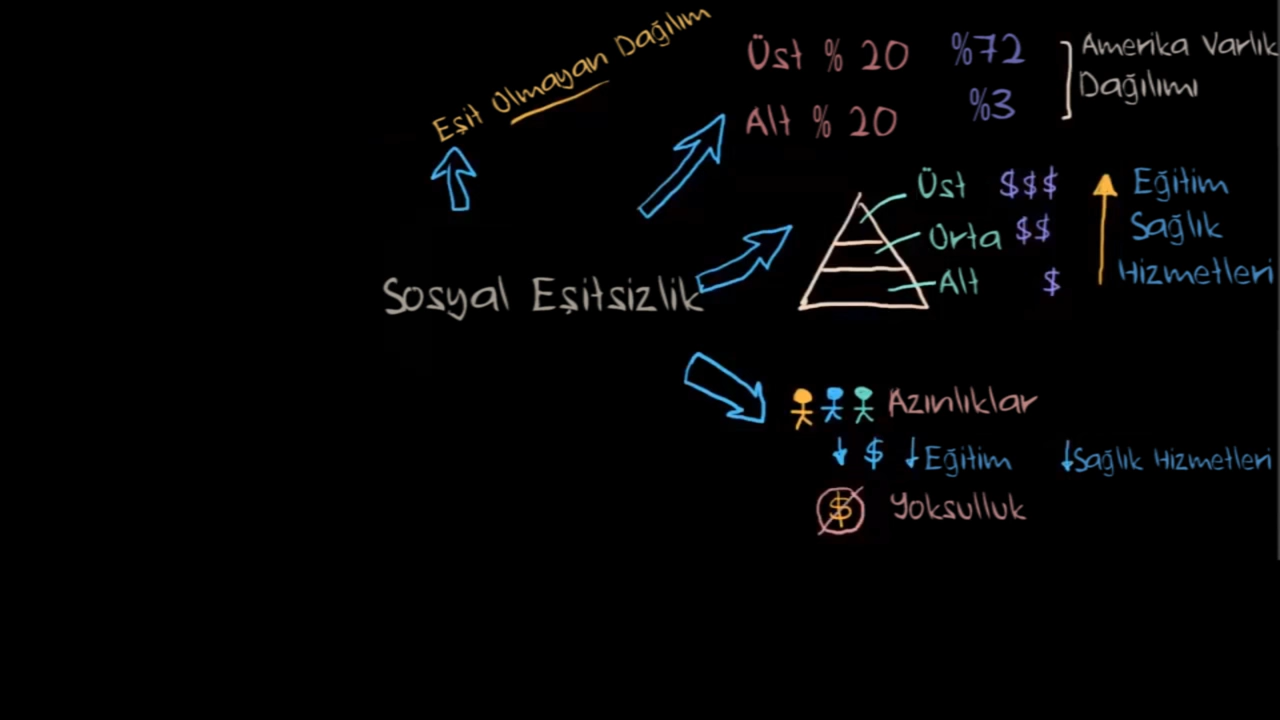 Eşit Olmayan Dağılım
Üst % 20 %72
Alt % 20 %3
Amerika Varlık
Dağılımı
Üst $$$
Orta $$
Alt $
Eğitim
Sağlık
Hizmetleri
Sosyal Eşitsizlik
Azınlıklar
$ Eğitim Sağlık Hizmetleri
$ Yoksulluk